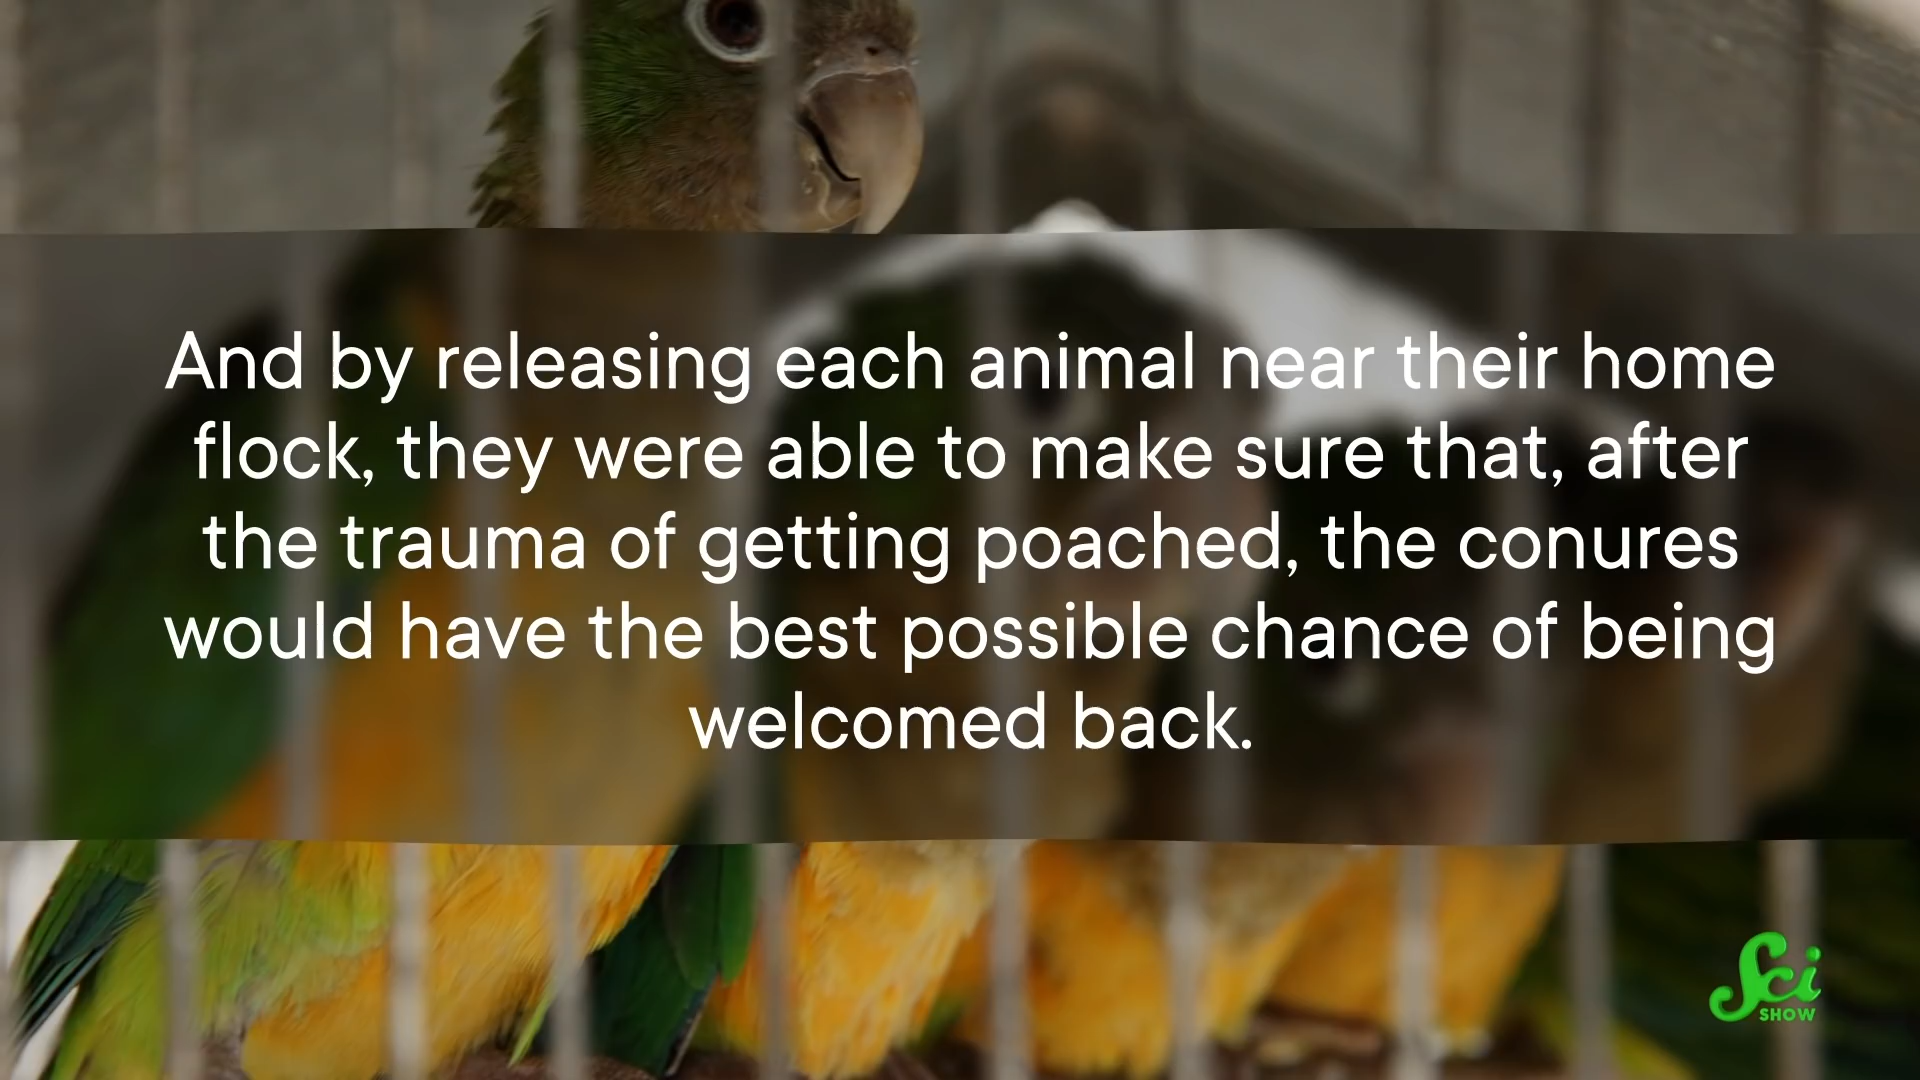 And by releasing each animal near their home
flock, they were able to make sure that, after
the trauma of getting poached, the conures
would have the best possible chance of being
welcomed back.
Sci
SHOW